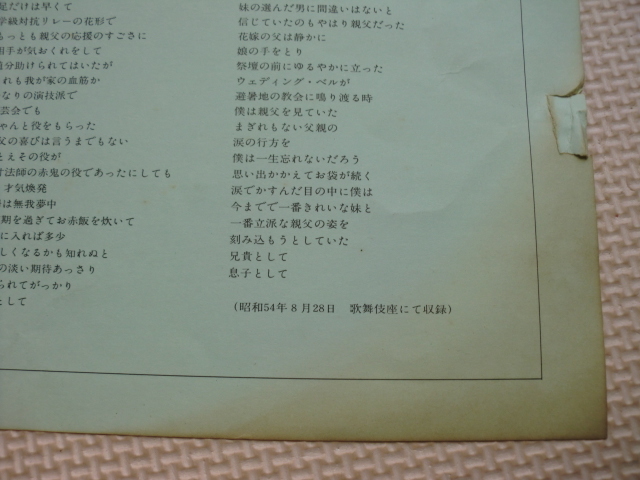 足だけは早くて
学級対抗リレーの花形で
もっとも親父の応援のすごさに
相手が気おくれをして
随分助けられてはいたが
これも我が家の血筋か
かなりの演技派で
学芸会でも
ちゃんと役をもらった
親父の喜びは言うまでもない
たとえその役が
一寸法師の赤鬼の役であったにしても
才気煥発
は無我夢中
期を過ぎてお赤飯を炊いて
に入れば多少
しくなるかも知れぬと
の淡い期待あっさり
られてがっかり
として
妹の選んだ男に間違いはないと
信じていたのもやはり親父だった
花嫁の父は静かに
娘の手をとり
祭壇の前にゆるやかに立った
ウェディング・ベルが
避暑地の教会に鳴り渡る時
僕は親父を見ていた
まぎれもない父親の
涙の行方を
僕は一生忘れないだろう
思い出かかえてお袋が続く
涙でかすんだ目の中に僕は
今までで一番きれいな妹と
一番立派な親父の姿を
刻み込もうとしていた
兄貴として
息子として
(昭和54年8月28日　歌舞伎座にて収録)